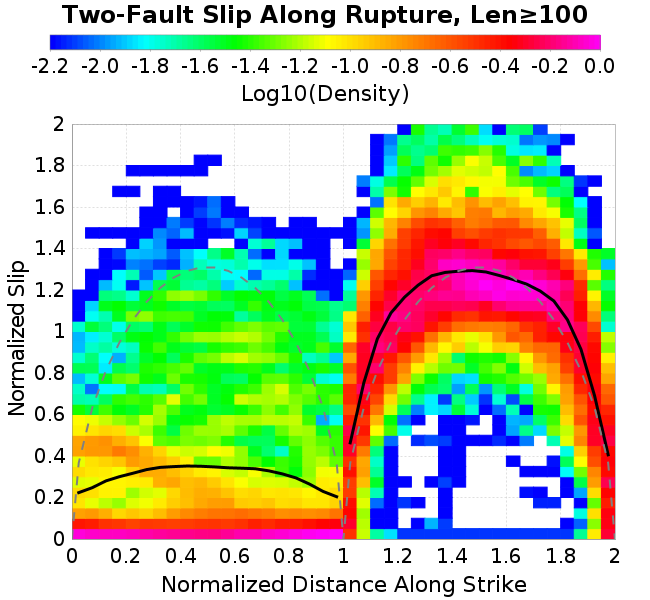 Two-Fault Slip Along Rupture, Len≥100
-2.2 -2.0 -1.8 -1.6 -1.4 -1.2 -1.0 -0.8 -0.6 -0.4 -0.2 0.0
Log10(Density)
Normalized Slip
2
1.8
1.6
1.4
1.2
1
0.8
0.6
0.4
0.2
0
0 0.2 0.4 0.6 0.8 1 1.2 1.4 1.6 1.8 2
Normalized Distance Along Strike